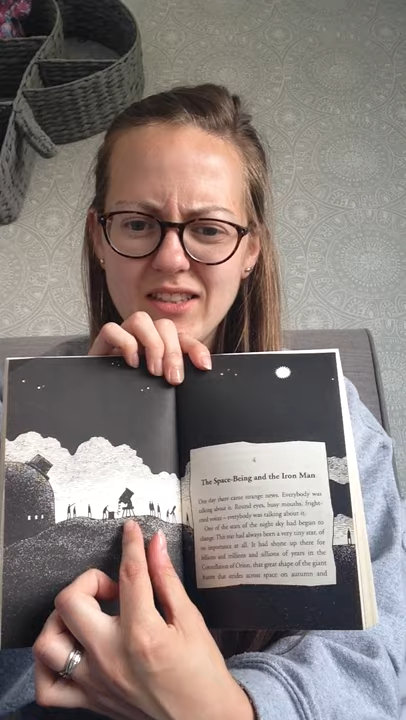 4
The Space-Being and the Iron Man
One day there came strange news. Everybody was
talking about it. Round eyes, busy mouths, fright-
ened voices – everybody was talking about it.
One of the stars of the night sky had begun to
change. This star had always been a very tiny star, of
no importance at all. It had shone up there for
billions and trillions and sillions of years in the
Constellation of Orion, that great shape of the giant
hunter that strides across space on autumn and